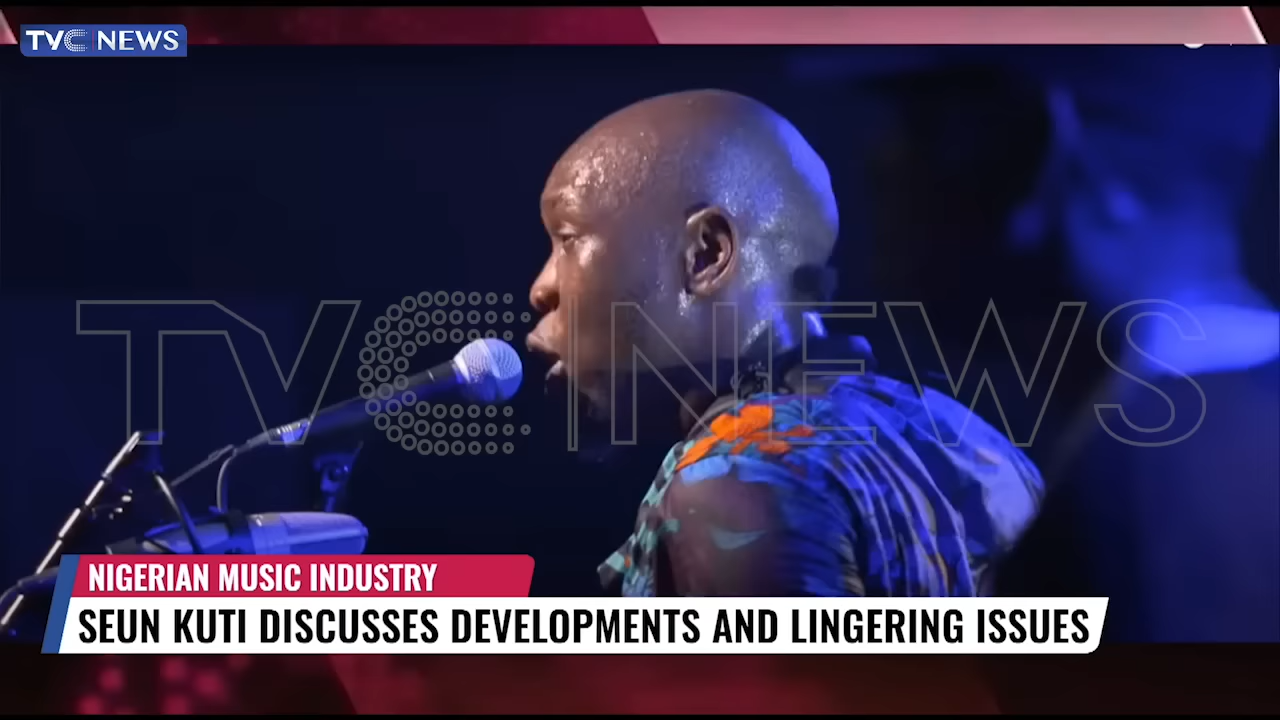 TVC NEWS
TVC NEWS
NIGERIAN MUSIC INDUSTRY
SEUN KUTI DISCUSSES DEVELOPMENTS AND LINGERING ISSUES